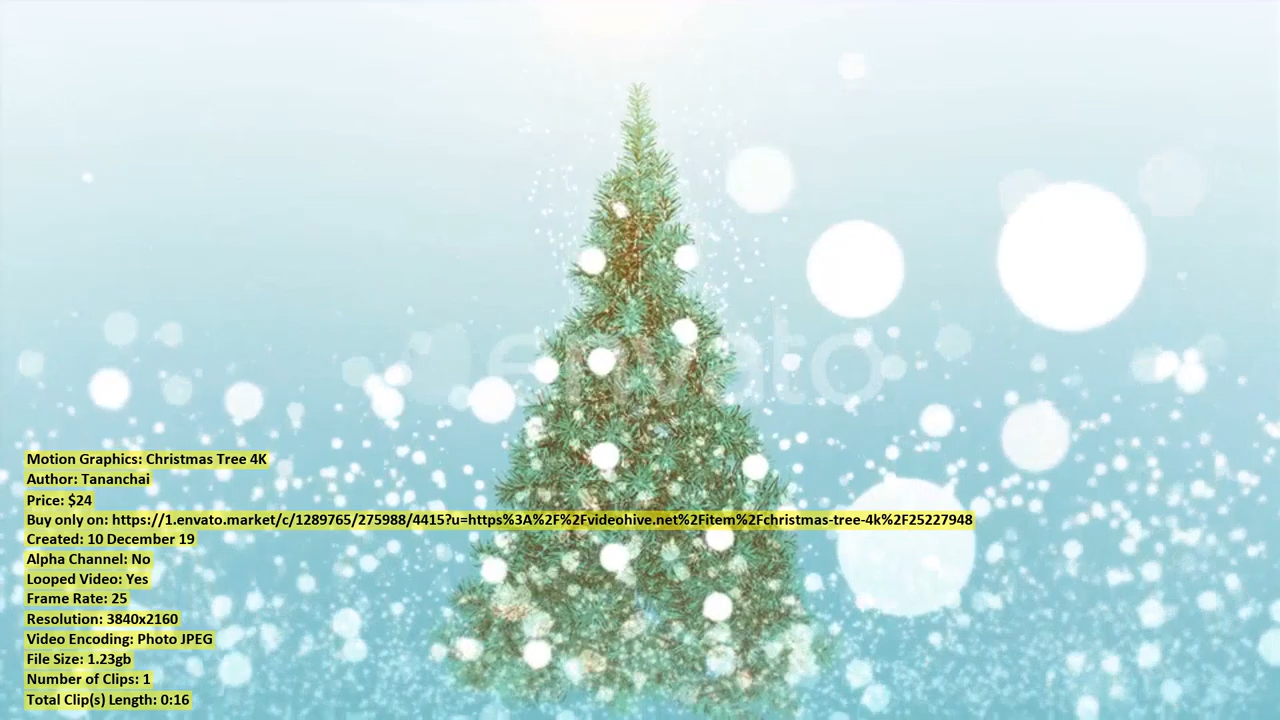 envato
Motion Graphics: Christmas Tree 4K
Author: Tananchai
Price: $24
Buy only on: https://1.envato.market/c/1289765/275988/4415?u=https%3A%2F%2Fvideohive.net%2Fitem%2Fchristmas-tree-4k%2F25227948
Created: 10 December 19
Alpha Channel: No
Looped Video: Yes
Frame Rate: 25
Resolution: 3840x2160
Video Encoding: Photo JPEG
File Size: 1.23gb
Number of Clips: 1
Total Clip(s) Length: 0:16